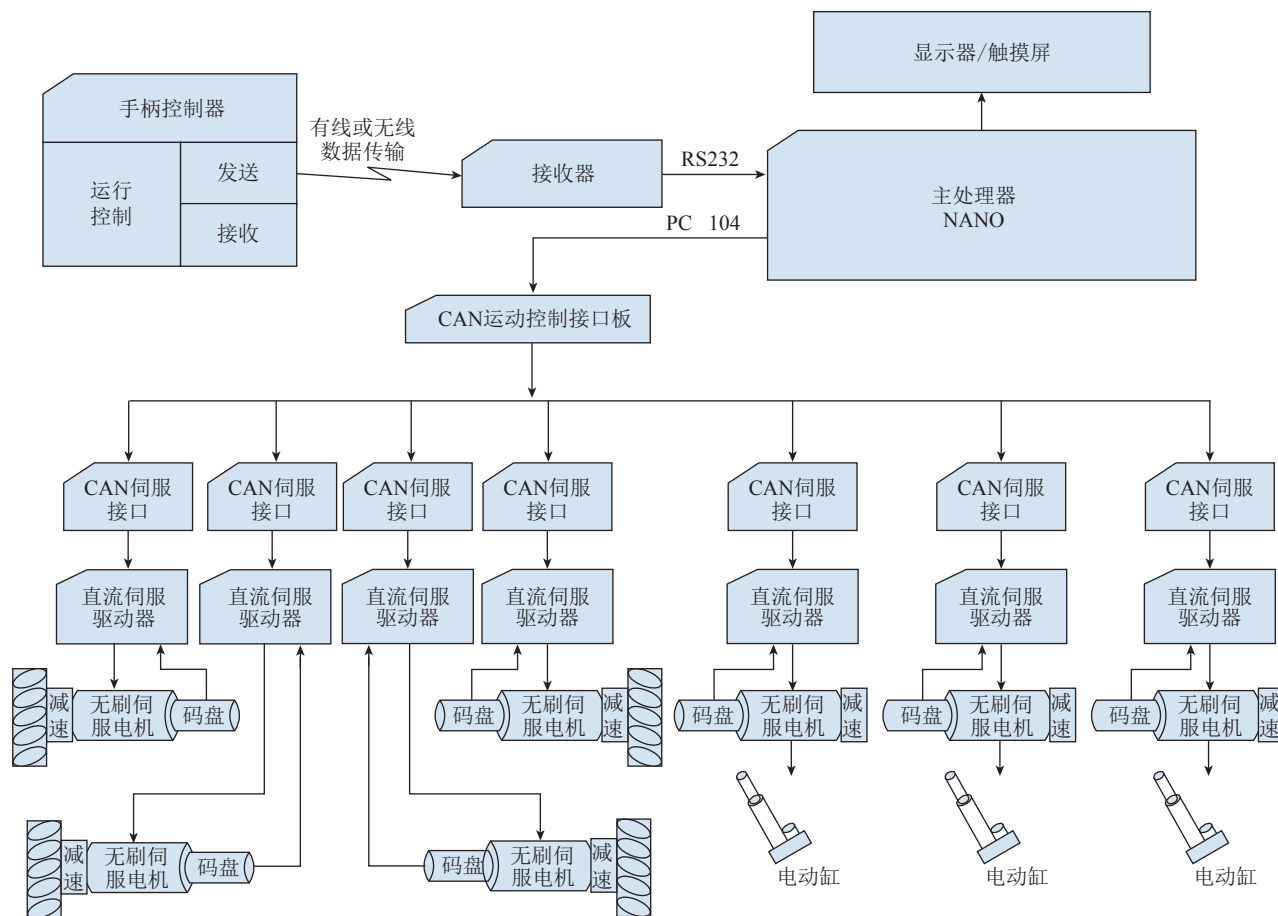 显示器/触摸屏
手柄控制器
有线或无线
数据传输
发送
运行
控制
接收
接收器
RS232
主处理器
NANO
PC 104
CAN运动控制接口板
CAN伺服
接口
CAN伺服
接口
CAN伺服
接口
CAN伺服
接口
CAN伺服
接口
CAN伺服
接口
CAN伺服
接口
直流伺服
驱动器
直流伺服
驱动器
直流伺服
驱动器
直流伺服
驱动器
直流伺服
驱动器
直流伺服
驱动器
直流伺服
驱动器
减速
无刷伺
服电机
码盘
码盘
无刷伺
服电机
减速
码盘
无刷伺
服电机
减速
码盘
无刷伺
服电机
减速
码盘
无刷伺
服电机
减速
减速
无刷伺
服电机
码盘
码盘
无刷伺
服电机
减速
电动缸
电动缸
电动缸